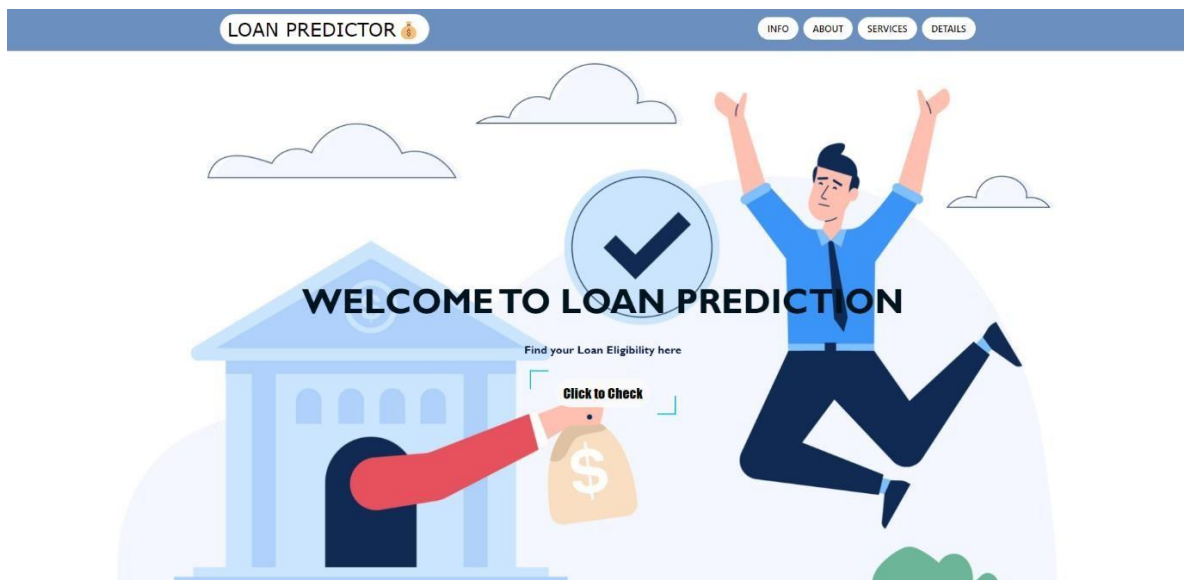 LOAN PREDICTOR💰
INFO ABOUT SERVICES DETAILS
WELCOME TO LOAN PREDICTION
Find your Loan Eligibility here
Click to Check
$
$